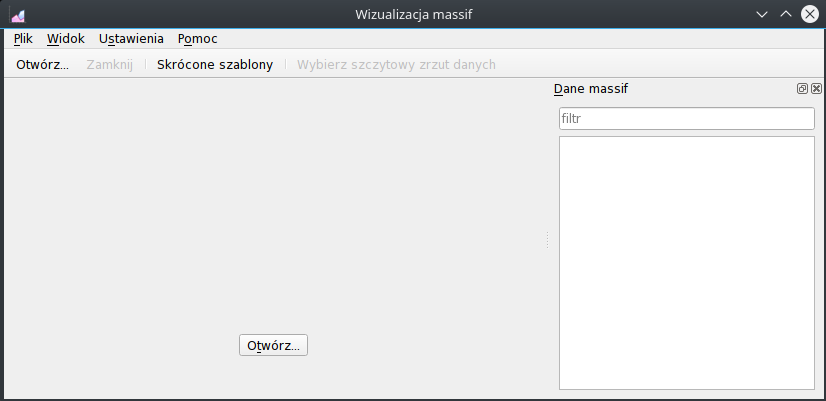 Wizualizacja massif
Plik Widok Ustawienia Pomoc
Otwórz... Zamknij Skrócone szablony Wybierz szczytowy zrzut danych
Dane massif
filtr
Otwórz...